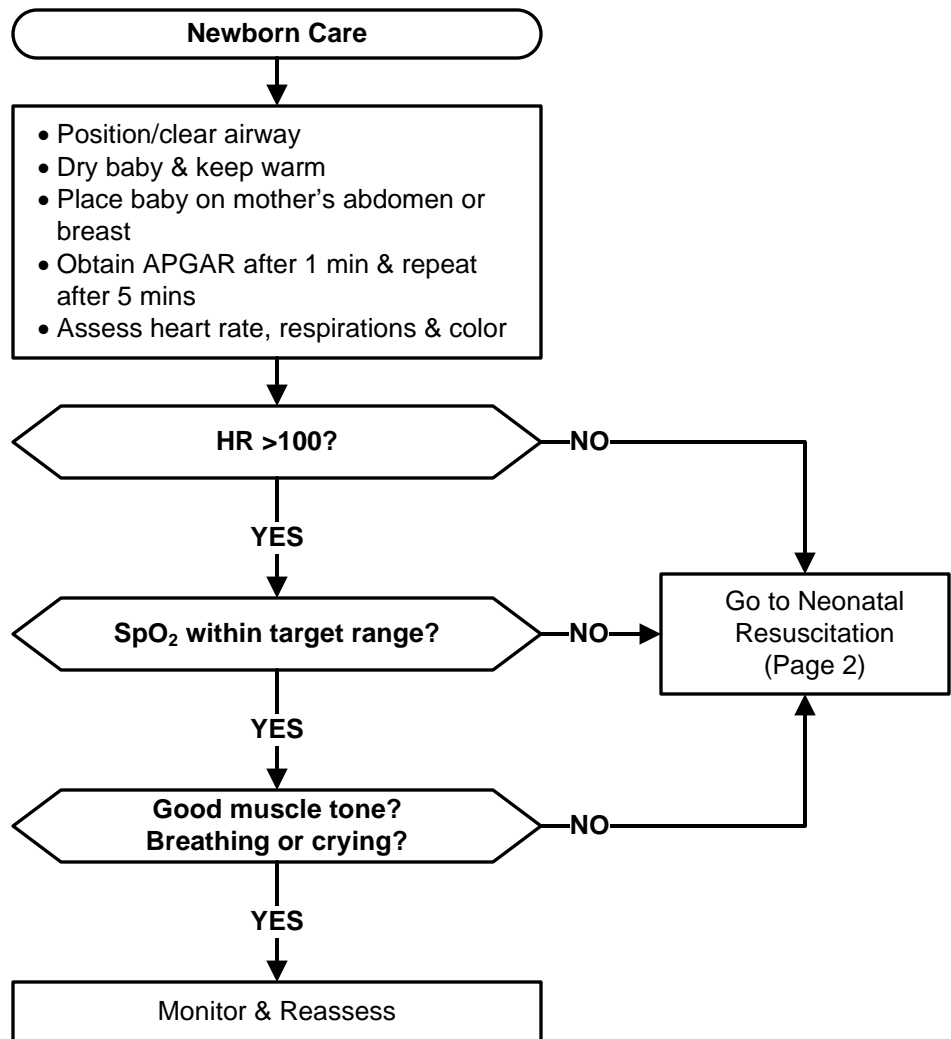 Newborn Care
• Position/clear airway
• Dry baby & keep warm
• Place baby on mother’s abdomen or
breast
• Obtain APGAR after 1 min & repeat
after 5 mins
• Assess heart rate, respirations & color
HR >100?
NO
YES
SpO₂ within target range?
NO
Go to Neonatal
Resuscitation
(Page 2)
YES
Good muscle tone?
Breathing or crying?
NO
YES
Monitor & Reassess